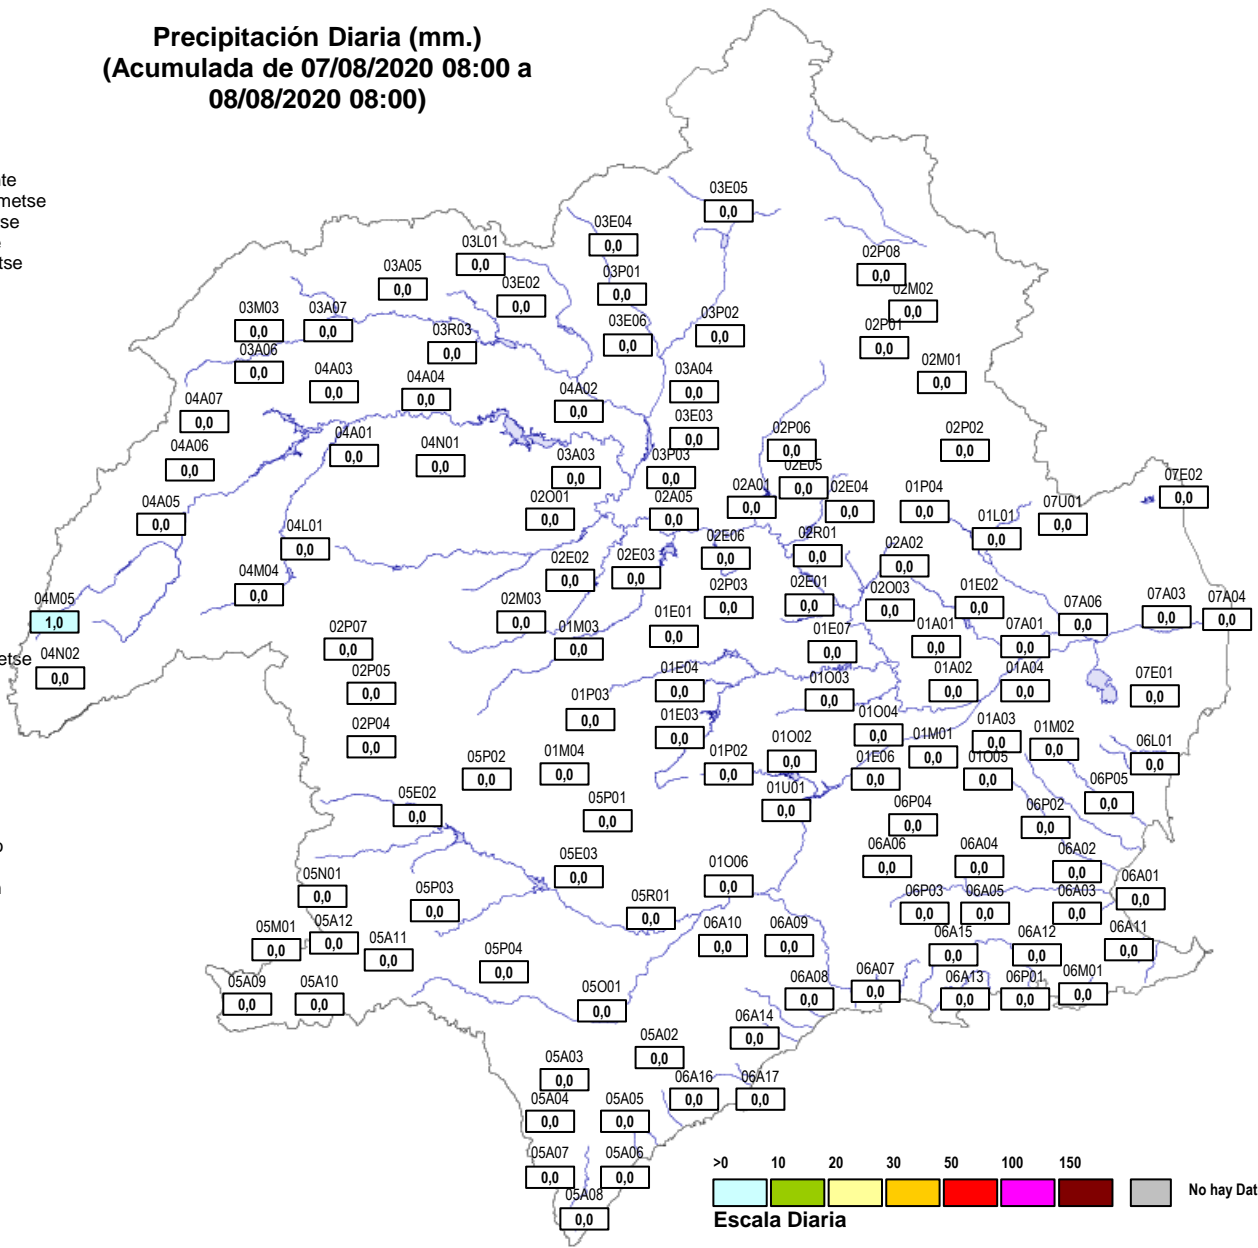 Precipitación Diaria (mm.)
(Acumulada de 07/08/2020 08:00 a
08/08/2020 08:00)
te
metse
se
tse
03E05
0,0
03E04
0,0
03L01
0,0
02P08
0,0
03A05
0,0
03P01
0,0
03E02
0,0
02M02
0,0
03M03
0,0
03A07
0,0
03P02
0,0
03E06
0,0
02P01
0,0
03R03
0,0
03A06
0,0
02M01
0,0
04A03
0,0
04A04
0,0
03A04
0,0
04A02
0,0
04A07
0,0
03E03
0,0
04A01
0,0
02P06
0,0
02P02
0,0
04A06
0,0
04N01
0,0
03A03
0,0
03P03
0,0
02E05
0,0
07E02
0,0
02A01
0,0
02E04
0,0
01P04
0,0
04A05
0,0
02O01
0,0
02A05
0,0
07U01
0,0
01L01
0,0
04L01
0,0
02E06
0,0
02R01
0,0
02A02
0,0
02E02
0,0
02E03
0,0
04M04
0,0
02P03
0,0
02E01
0,0
02O03
0,0
01E02
0,0
04M05
1,0
07A03
0,0
07A04
0,0
07A06
0,0
02M03
0,0
01E01
0,0
01M03
0,0
01E07
0,0
01A01
0,0
07A01
0,0
02P07
0,0
etse
04N02
0,0
02P05
0,0
01E04
0,0
01O03
0,0
01A02
0,0
01A04
0,0
07E01
0,0
01P03
0,0
01E03
0,0
01O04
0,0
01A03
0,0
01M02
0,0
02P04
0,0
01O02
0,0
01M01
0,0
06L01
0,0
05P02
0,0
01M04
0,0
01P02
0,0
01E06
0,0
01O05
0,0
05E02
0,0
05P01
0,0
01U01
0,0
06P05
0,0
06P04
0,0
06P02
0,0
o
05E03
0,0
06A06
0,0
06A04
0,0
06A02
0,0
05N01
0,0
01O06
0,0
06A01
0,0
05P03
0,0
05R01
0,0
06P03
0,0
06A05
0,0
06A03
0,0
05M01
0,0
05A12
0,0
05A11
0,0
06A10
0,0
06A09
0,0
06A15
0,0
06A12
0,0
06A11
0,0
05P04
0,0
05A09
0,0
05A10
0,0
05O01
0,0
06A08
0,0
06A07
0,0
06A13
0,0
06P01
0,0
06M01
0,0
06A14
0,0
05A02
0,0
05A03
0,0
06A16
0,0
06A17
0,0
05A04
0,0
05A05
0,0
05A07
0,0
05A06
0,0
05A08
0,0
>0 10 20 30 50 100 150
No hay Dat
Escala Diaria